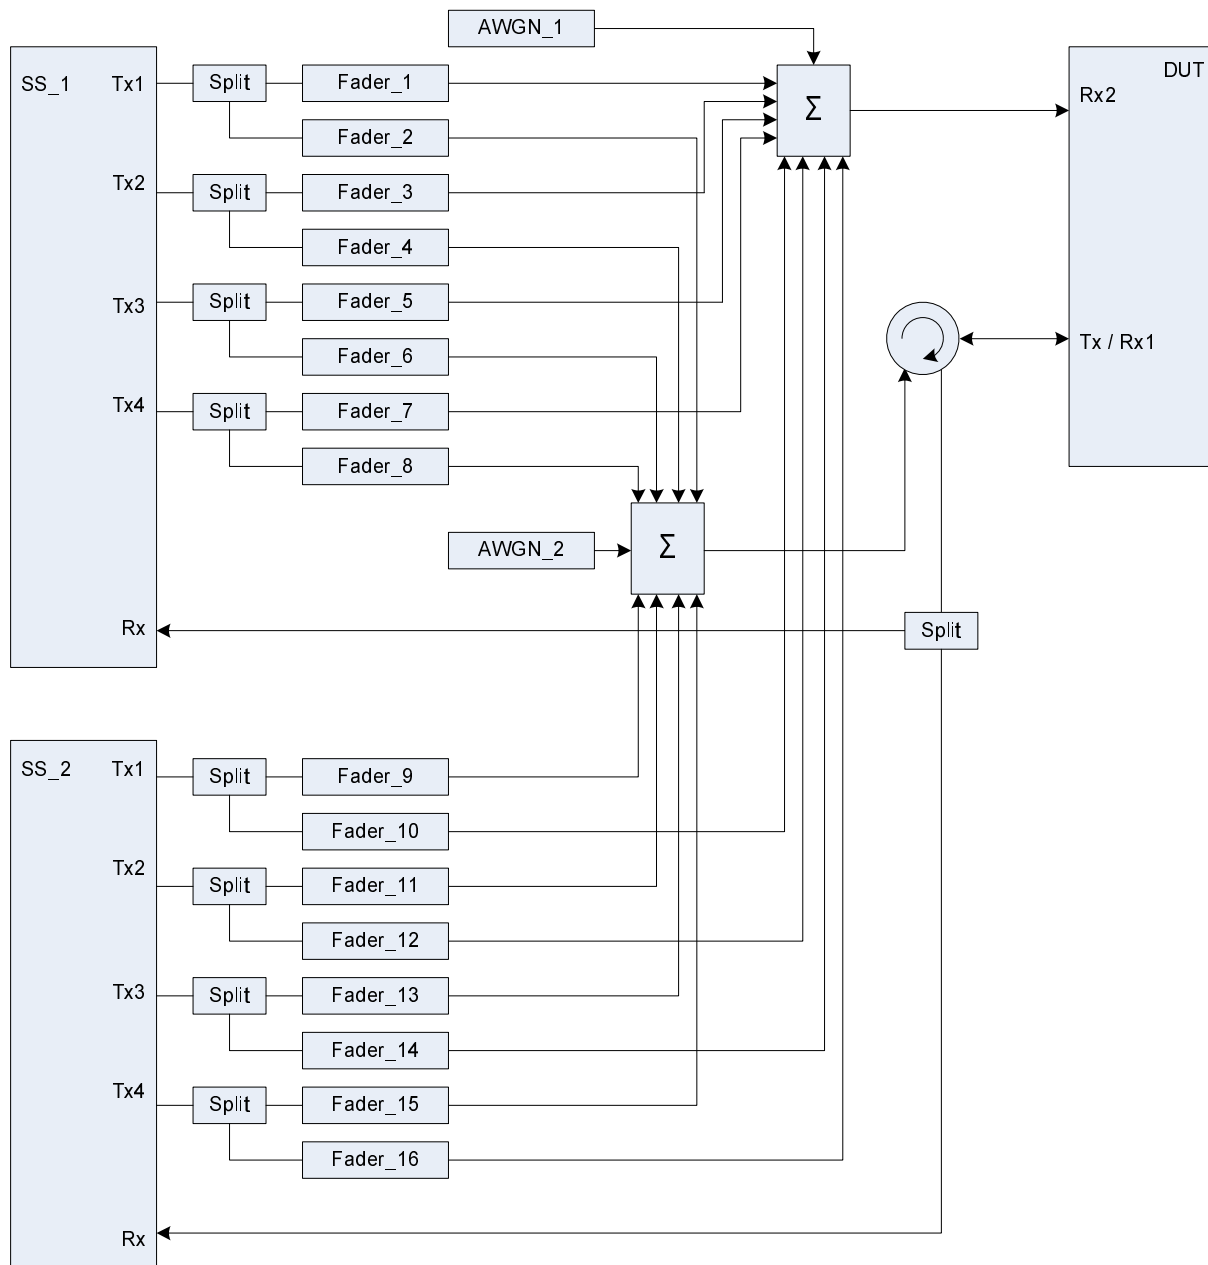 AWGN_1
SS_1
Tx1
Split
Fader_1
Σ
DUT
Rx2
Fader_2
Tx2
Split
Fader_3
Fader_4
Tx3
Split
Fader_5
Fader_6
Tx / Rx1
Tx4
Split
Fader_7
Fader_8
AWGN_2
Σ
Rx
Split
SS_2
Tx1
Split
Fader_9
Fader_10
Tx2
Split
Fader_11
Fader_12
Tx3
Split
Fader_13
Fader_14
Tx4
Split
Fader_15
Fader_16
Rx